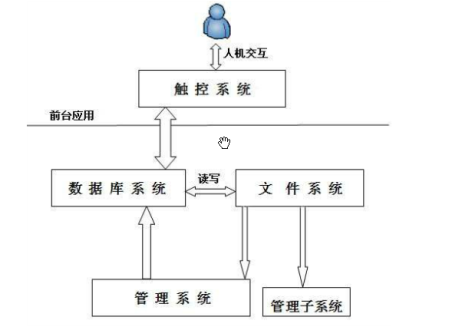 人机交互
触控系统
前台应用
读写
数据库系统
文件系统
管理系统
管理子系统